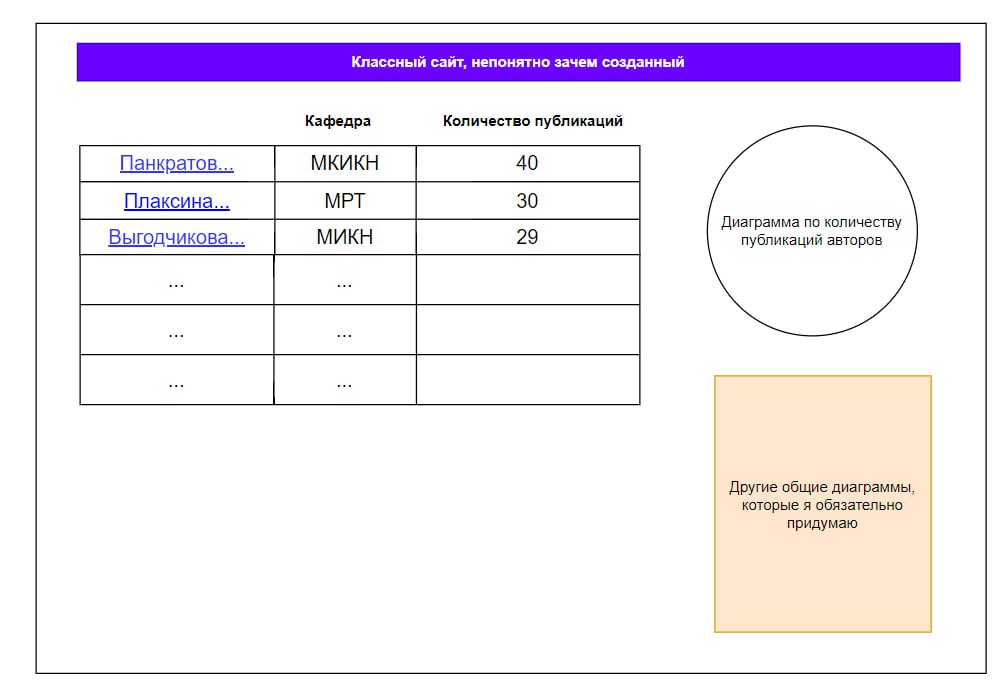 Классный сайт, непонятно зачем созданный
Кафедра Количество публикаций
Панкратов... МКИКН 40
Плаксина... МРТ 30
Выгодчикова... МИКН 29
... ...
... ...
... ...
Диаграмма по количеству
публикаций авторов
Другие общие диаграммы,
которые я обязательно
придумаю